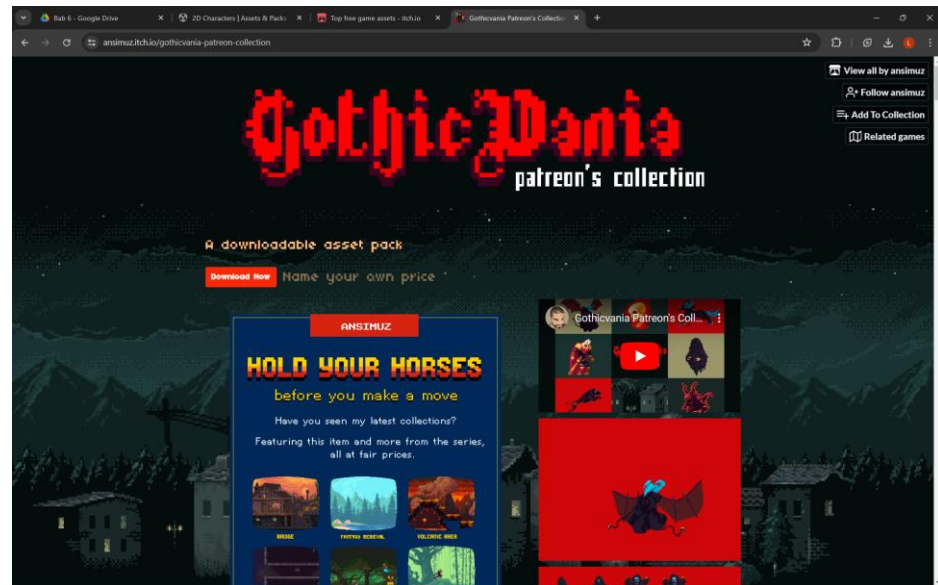 Bab 6 - Google Drive
2D Characters | Assets & Packs
Top free game assets - itch.io
Gothicvania Patreon's Collection
ansimuz.itch.io/gothicvania-patreon-collection
View all by ansimuz
Follow ansimuz
Add To Collection
Related games
GothicVania
patreon's collection
A downloadable asset pack
Download Now Name your own price
ANSIMUZ
HOLD YOUR HORSES
before you make a move
Have you seen my latest collections?
Featuring this item and more from the series,
all at fair prices.
BRIDGE
FANTASY REMOVAL
VOLCANIC AREA
Gothicvania Patreon's Coll...